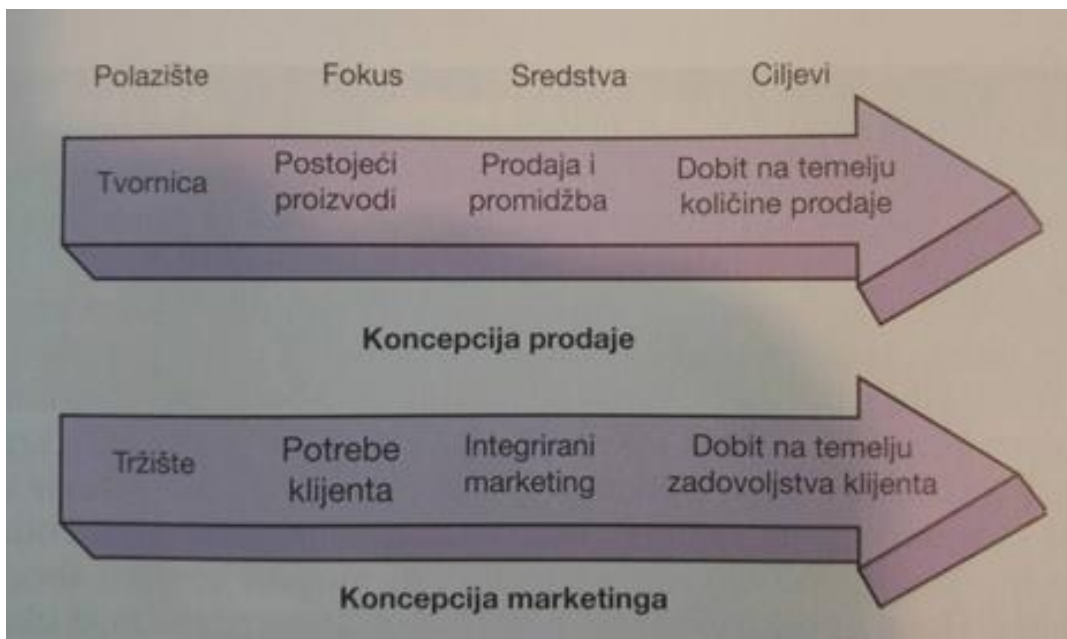 Polazište Fokus Sredstva Ciljevi
Tvornica
Postojeći
proizvodi
Prodaja i
promidžba
Dobit na temelju
količine prodaje
Koncepcija prodaje
Tržište
Potrebe
klijenta
Integrirani
marketing
Dobit na temelju
zadovoljstva klijenta
Koncepcija marketinga